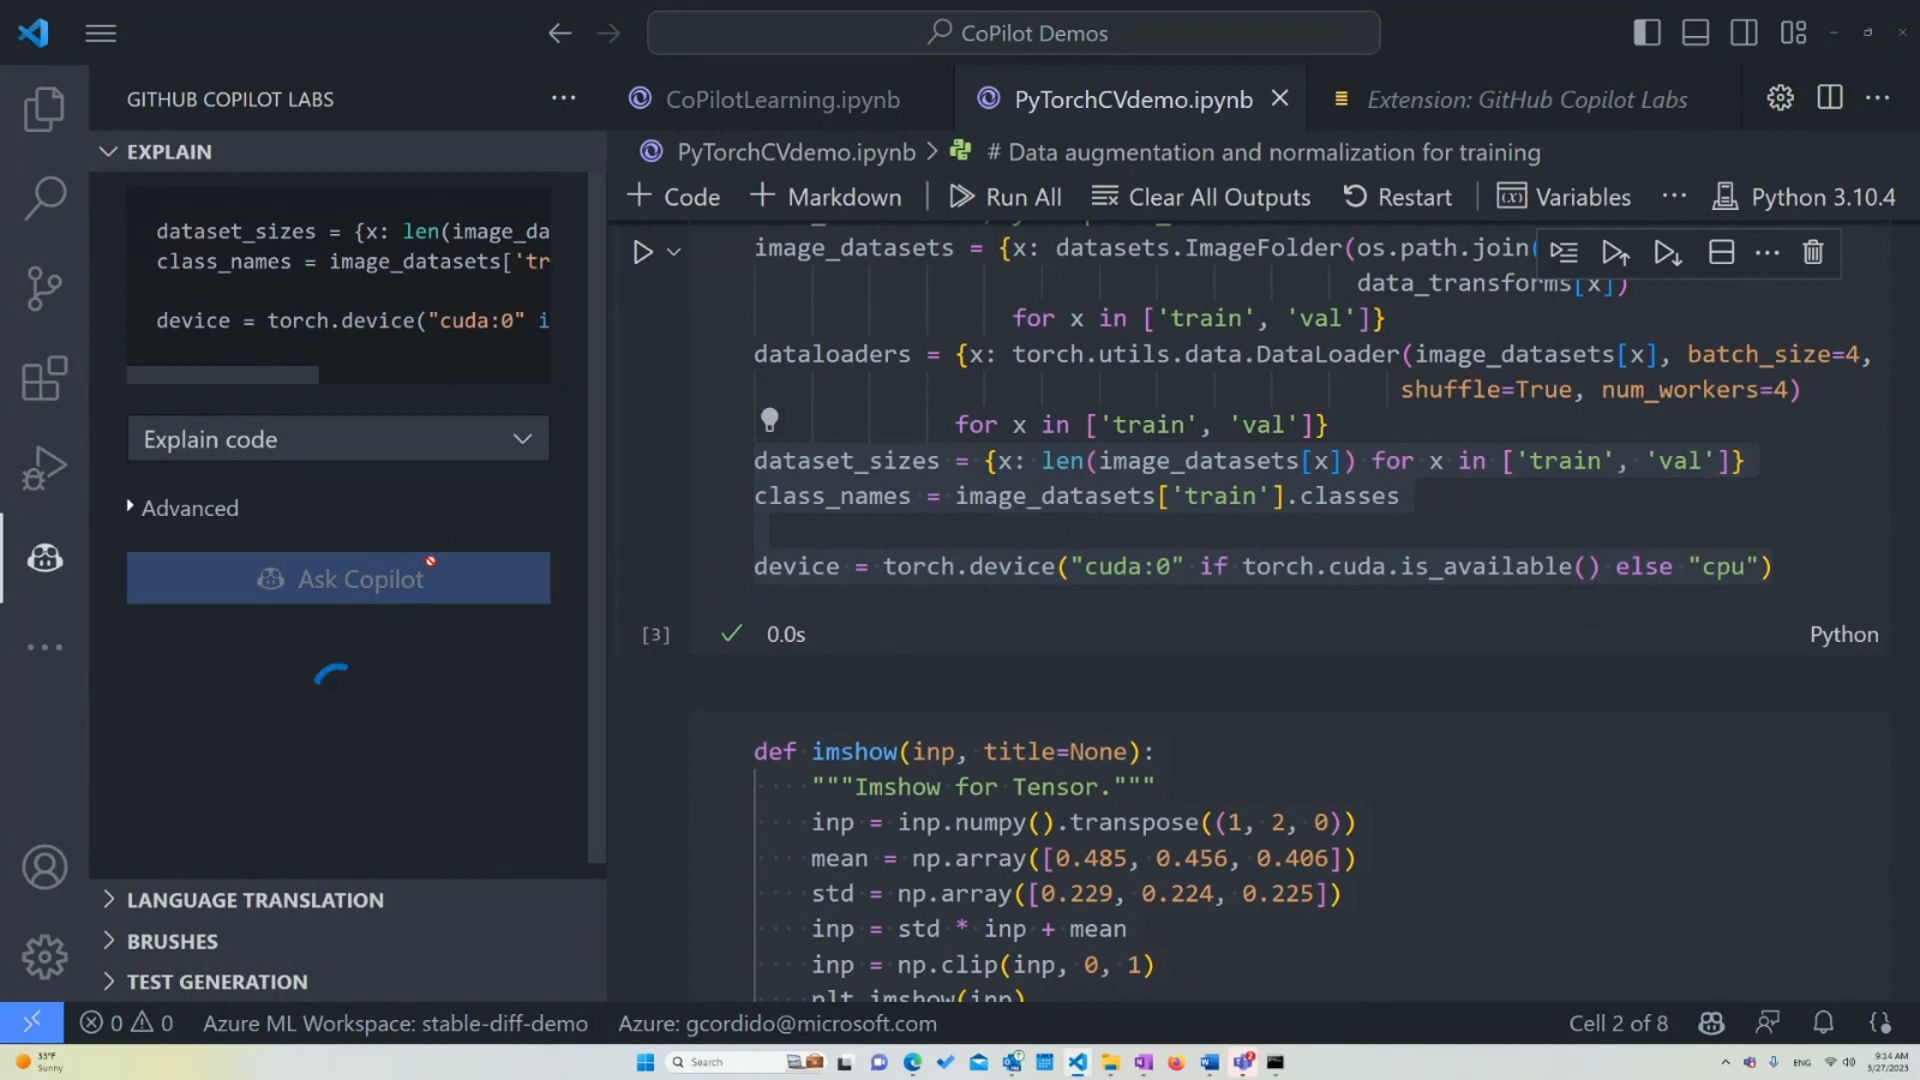 CoPilot Demos
GITHUB COPILOT LABS
CoPilotLearning.ipynb
PyTorchCVdemo.ipynb
Extension: GitHub Copilot Labs
EXPLAIN
PyTorchCVdemo.ipynb > # Data augmentation and normalization for training
+ Code + Markdown | Run All Clear All Outputs Restart | Variables ··· Python 3.10.4
dataset_sizes = {x: len(image_da
class_names = image_datasets['tr
device = torch.device("cuda:0" i
Explain code
Advanced
Ask Copilot
image_datasets = {x: datasets.ImageFolder(os.path.join(
data_transforms[x])
for x in ['train', 'val']}
dataloaders = {x: torch.utils.data.DataLoader(image_datasets[x], batch_size=4,
shuffle=True, num_workers=4)
for x in ['train', 'val']}
dataset_sizes = {x: len(image_datasets[x]) for x in ['train', 'val']}
class_names = image_datasets['train'].classes
device = torch.device("cuda:0" if torch.cuda.is_available() else "cpu")
[3] 0.0s Python
def imshow(inp, title=None):
"""Imshow for Tensor."""
inp = inp.numpy().transpose((1, 2, 0))
mean = np.array([0.485, 0.456, 0.406])
std = np.array([0.229, 0.224, 0.225])
inp = std * inp + mean
inp = np.clip(inp, 0, 1)
plt.imshow(inp)
LANGUAGE TRANSLATION
BRUSHES
TEST GENERATION
0 0 Azure ML Workspace: stable-diff-demo Azure: gcordido@microsoft.com Cell 2 of 8
33°F
Sunny
Search
ENG
9:14 AM
3/27/2023